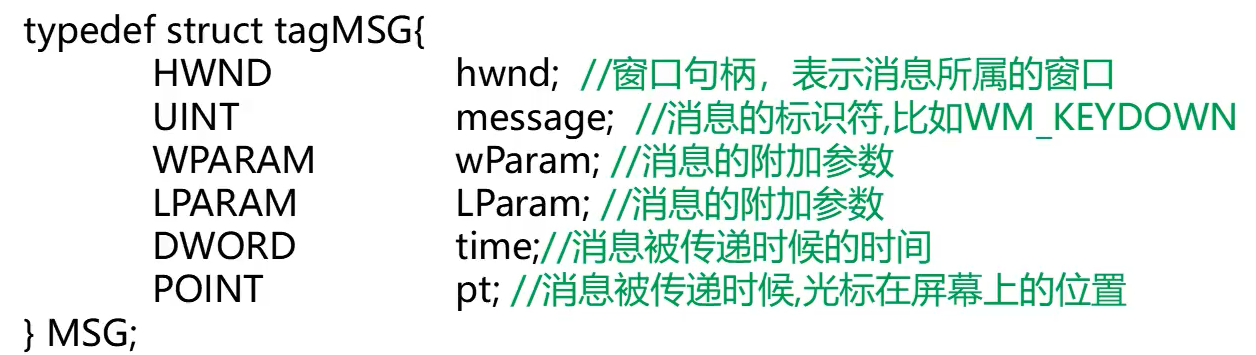 typedef struct tagMSG{
HWND hwnd; //窗口句柄，表示消息所属的窗口
UINT message; //消息的标识符,比如WM_KEYDOWN
WPARAM wParam; //消息的附加参数
LPARAM LParam; //消息的附加参数
DWORD time;//消息被传递时候的时间
POINT pt; //消息被传递时候,光标在屏幕上的位置
} MSG;